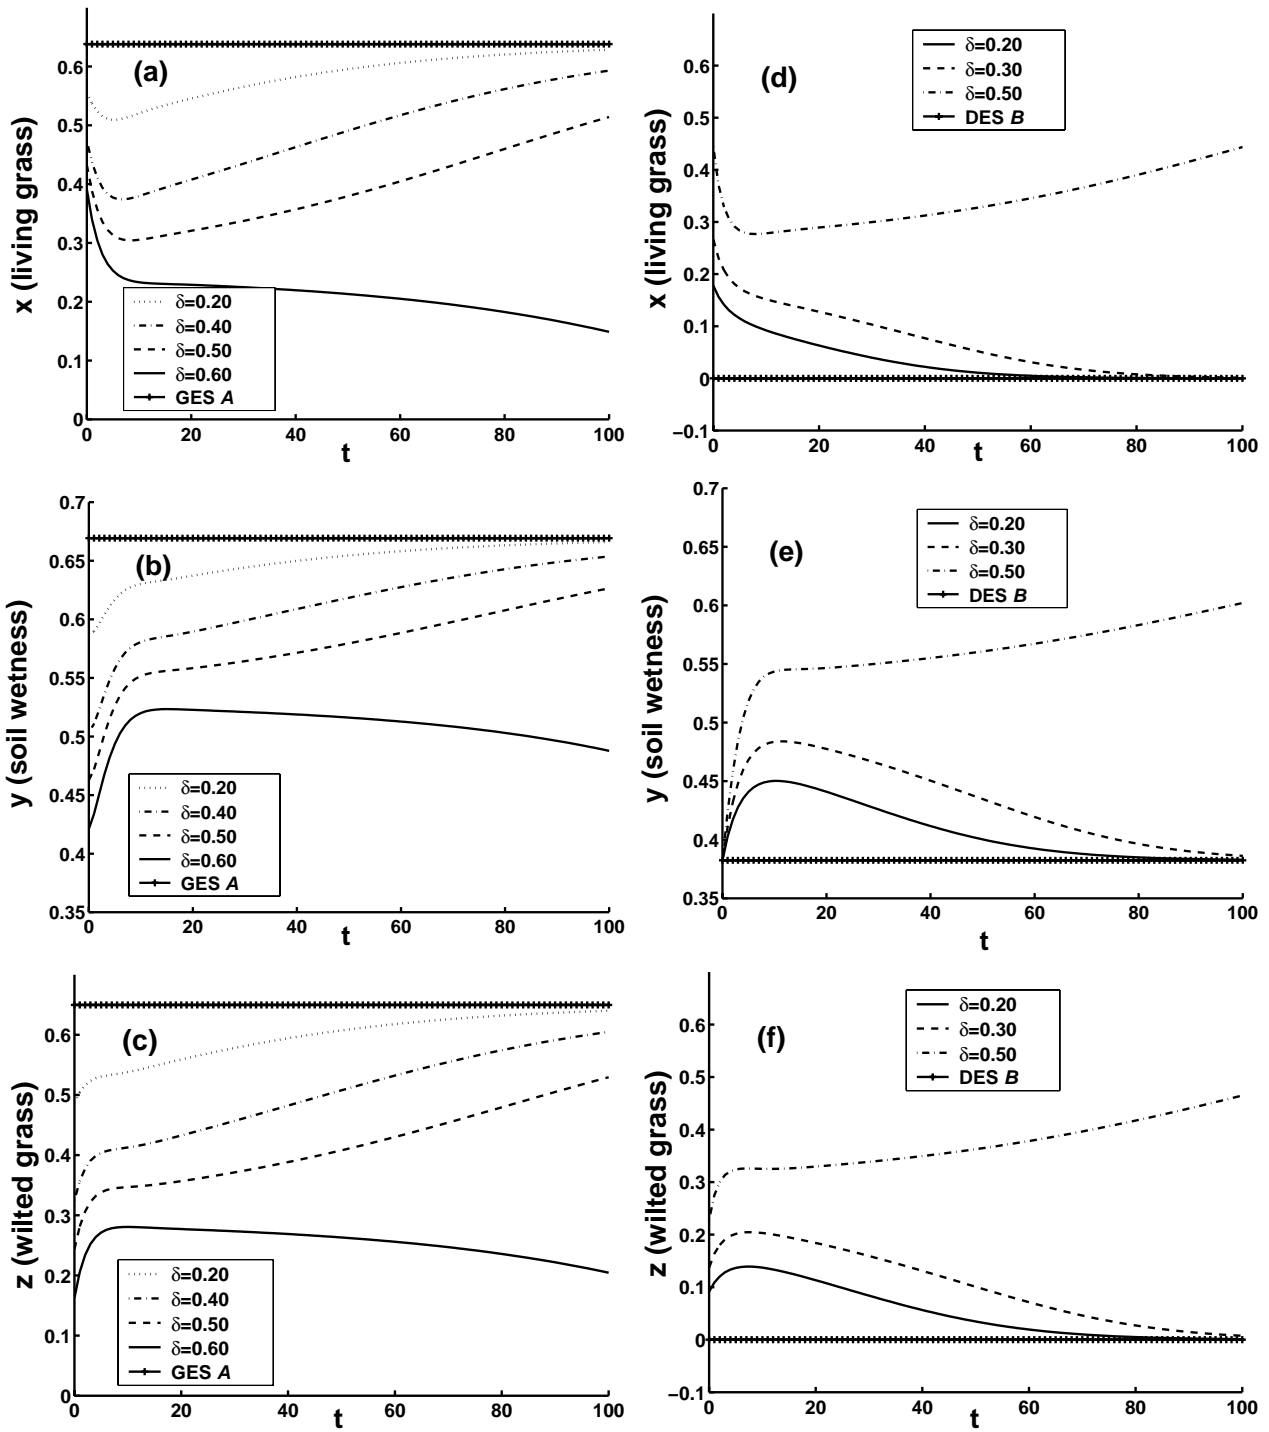 (a)
x (living grass)
0.6
0.5
0.4
0.3
0.2
0.1
0
δ=0.20
δ=0.40
δ=0.50
δ=0.60
GES A
0 20 40 60 80 100
t
(d)
x (living grass)
0.6
0.5
0.4
0.3
0.2
0.1
0
−0.1
δ=0.20
δ=0.30
δ=0.50
DES B
0 20 40 60 80 100
t
(b)
y (soil wetness)
0.7
0.65
0.6
0.55
0.5
0.45
0.4
0.35
δ=0.20
δ=0.40
δ=0.50
δ=0.60
GES A
0 20 40 60 80 100
t
(e)
y (soil wetness)
0.7
0.65
0.6
0.55
0.5
0.45
0.4
0.35
δ=0.20
δ=0.30
δ=0.50
DES B
0 20 40 60 80 100
t
(c)
z (wilted grass)
0.6
0.5
0.4
0.3
0.2
0.1
0
δ=0.20
δ=0.40
δ=0.50
δ=0.60
GES A
0 20 40 60 80 100
t
(f)
z (wilted grass)
0.6
0.5
0.4
0.3
0.2
0.1
0
−0.1
δ=0.20
δ=0.30
δ=0.50
DES B
0 20 40 60 80 100
t